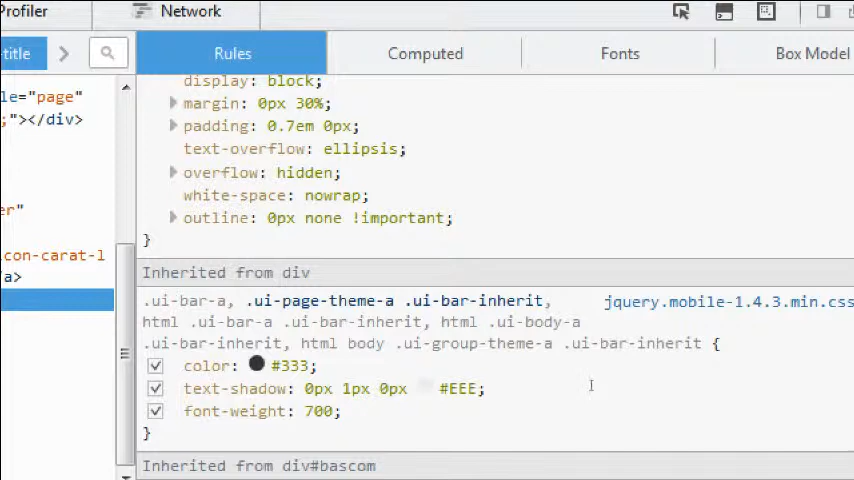 Profiler
Network
-title
Rules
Computed
Fonts
Box Model
le="page"
;"></div>
er"
con-carat-l
a>
display: block;
margin: 0px 30%;
padding: 0.7em 0px;
text-overflow: ellipsis;
overflow: hidden;
white-space: nowrap;
outline: 0px none !important;
}
Inherited from div
.ui-bar-a, .ui-page-theme-a .ui-bar-inherit, jquery.mobile-1.4.3.min.css
html .ui-bar-a .ui-bar-inherit, html .ui-body-a
.ui-bar-inherit, html body .ui-group-theme-a .ui-bar-inherit {
color: #333;
text-shadow: 0px 1px 0px #EEE;
font-weight: 700;
}
Inherited from div#bascom